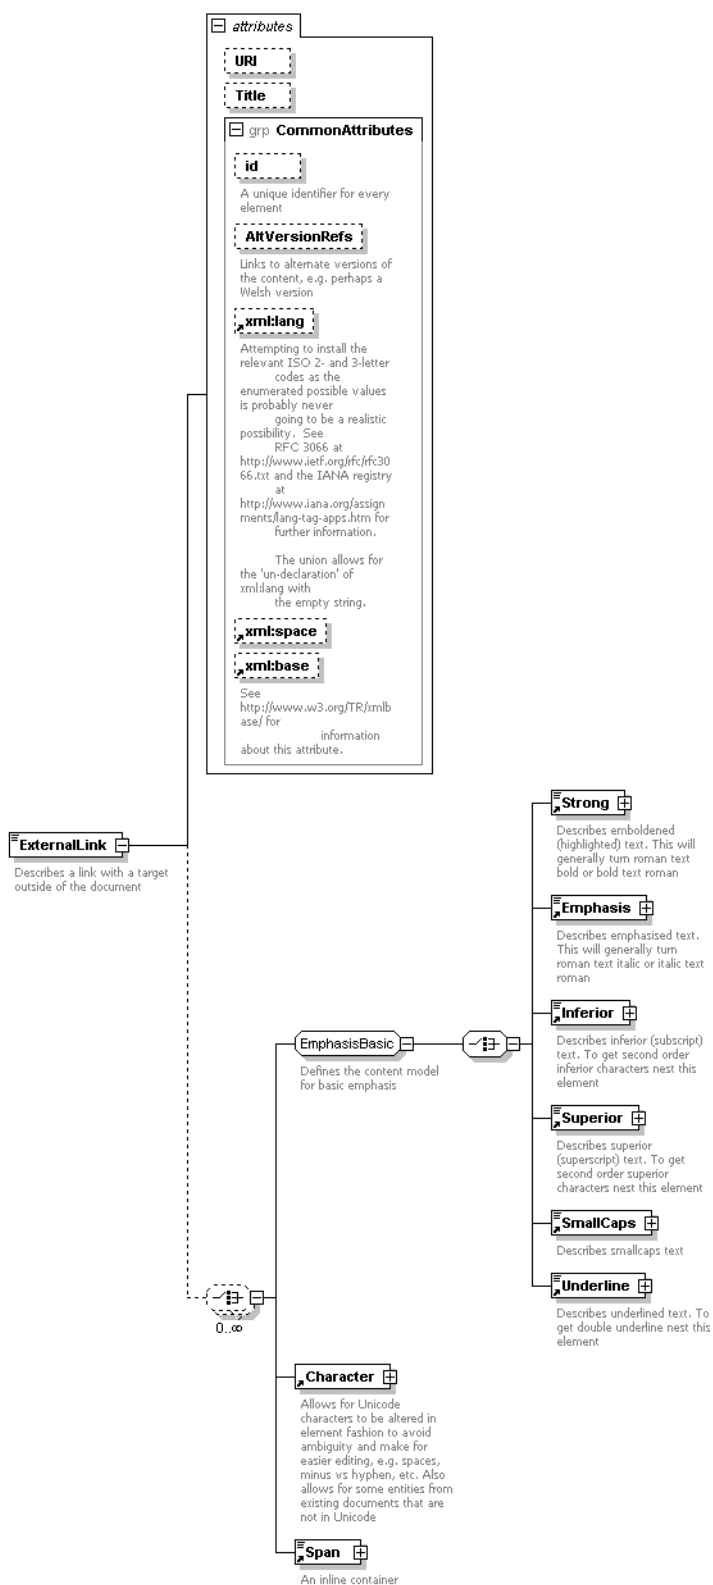 attributes
URI
Title
grp CommonAttributes
id
A unique identifier for every
element
AltVersionRefs
Links to alternate versions of
the content, e.g. perhaps a
Welsh version
xml:lang
Attempting to install the
relevant ISO 2- and 3-letter
codes as the
enumerated possible values
is probably never
going to be a realistic
possibility. See
RFC 3066 at
http://www.ietf.org/rfc/rfc30
66.txt and the IANA registry
at
http://www.iana.org/assign
ments/lang-tag-apps.htm for
further information.
The union allows for
the 'un-declaration' of
xml:lang with
the empty string.
xml:space
xml:base
See
http://www.w3.org/TR/xmlb
ase/ for
information
about this attribute.
ExternalLink
Describes a link with a target
outside of the document
Strong
Describes emboldened
(highlighted) text. This will
generally turn roman text
bold or bold text roman
Emphasis
Describes emphasised text.
This will generally turn
roman text italic or italic text
roman
Inferior
Describes inferior (subscript)
text. To get second order
inferior characters nest this
element
EmphasisBasic
Defines the content model
for basic emphasis
Superior
Describes superior
(superscript) text. To get
second order superior
characters nest this element
SmallCaps
Describes smallcaps text
Underline
Describes underlined text. To
get double underline nest this
element
0..∞
Character
Allows for Unicode
characters to be altered in
element fashion to avoid
ambiguity and make for
easier editing, e.g. spaces,
minus vs hyphen, etc. Also
allows for some entities from
existing documents that are
not in Unicode
Span
An inline container